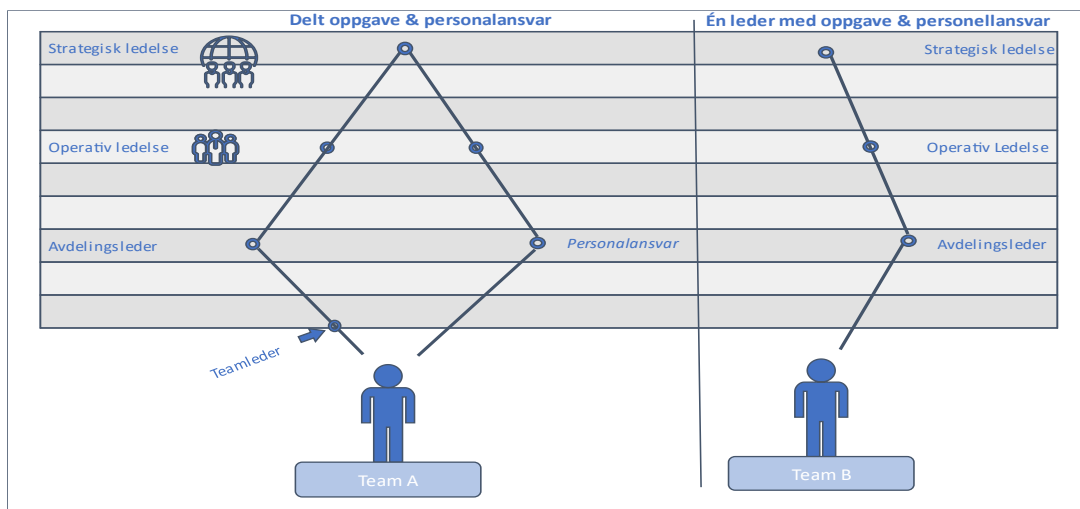 Delt oppgave & personalansvar
Én leder med oppgave & personellansvar
Strategisk ledelse
Strategisk ledelse
Operativ ledelse
Operativ Ledelse
Avdelingsleder
Personalansvar
Avdelingsleder
Teamleder
Team A
Team B